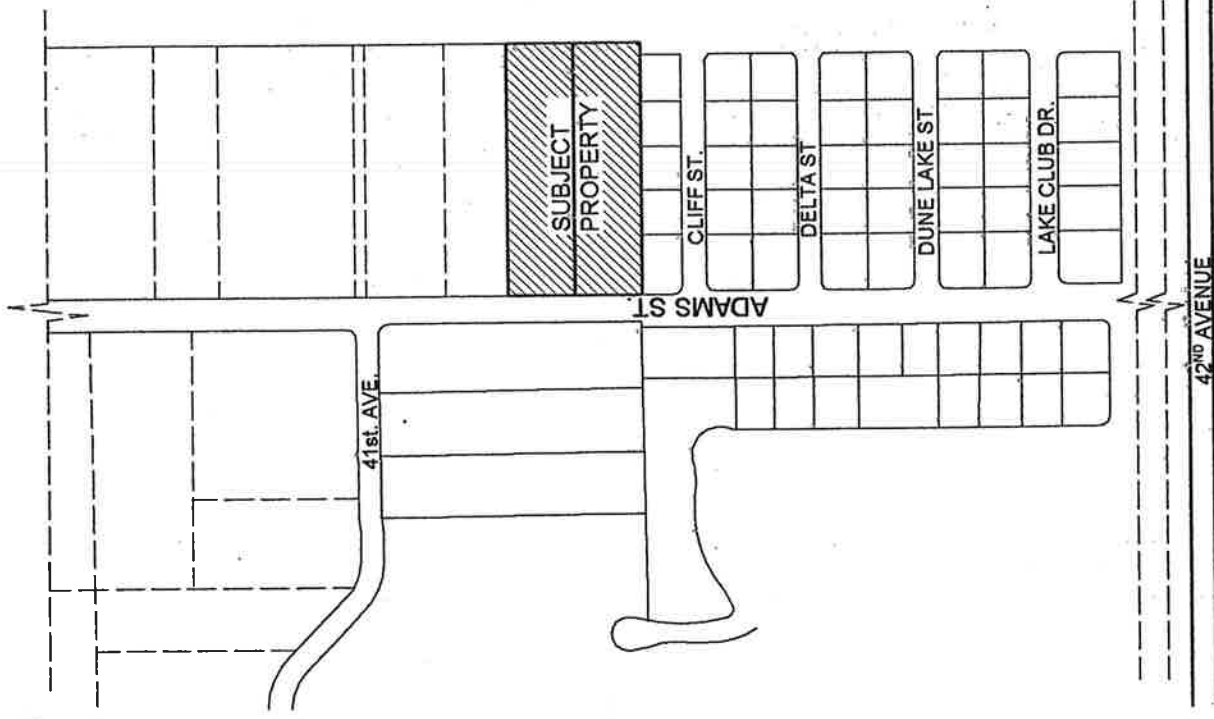 SUBJECT
PROPERTY
CLIFF ST.
DELTA ST
DUNE LAKE ST
LAKE CLUB DR.
ADAMS ST.
41st. AVE.
42ND AVENUE